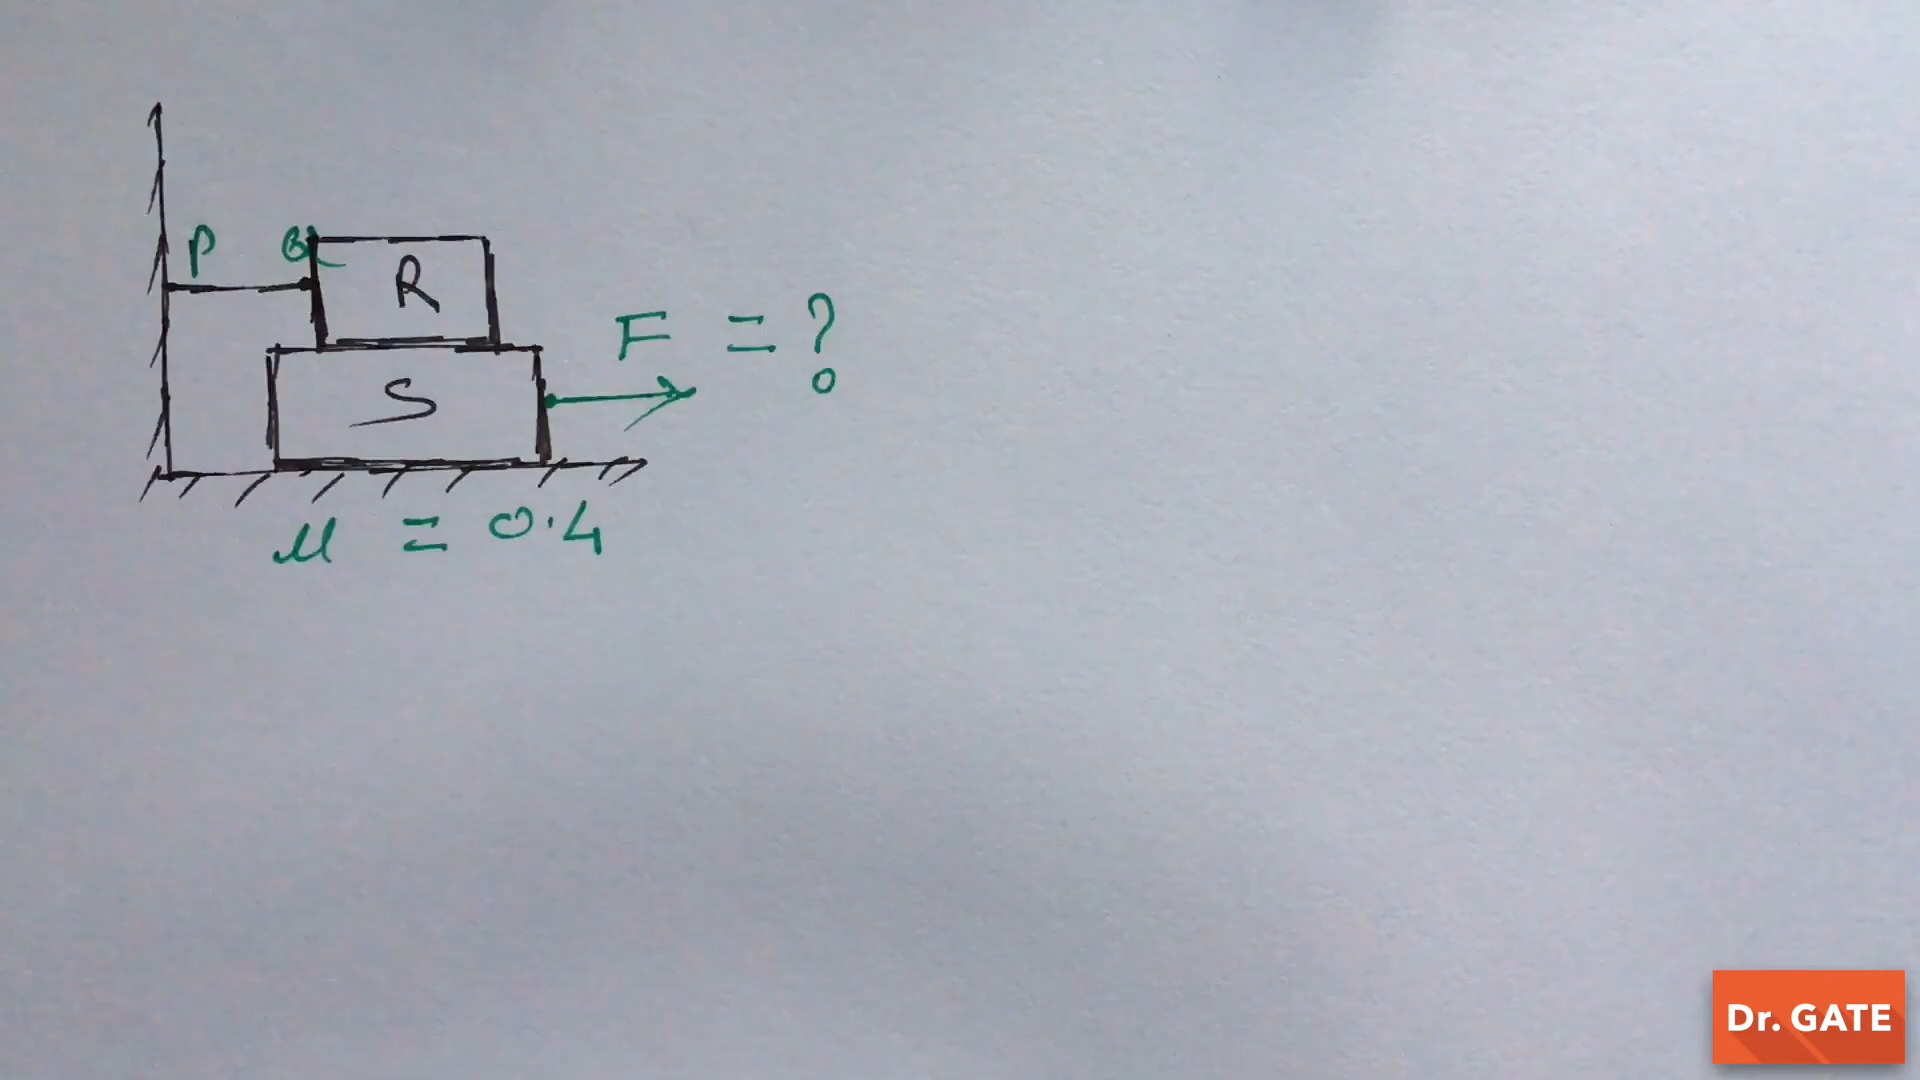 P Q
R
F = ?
S
μ = 0.4
Dr. GATE